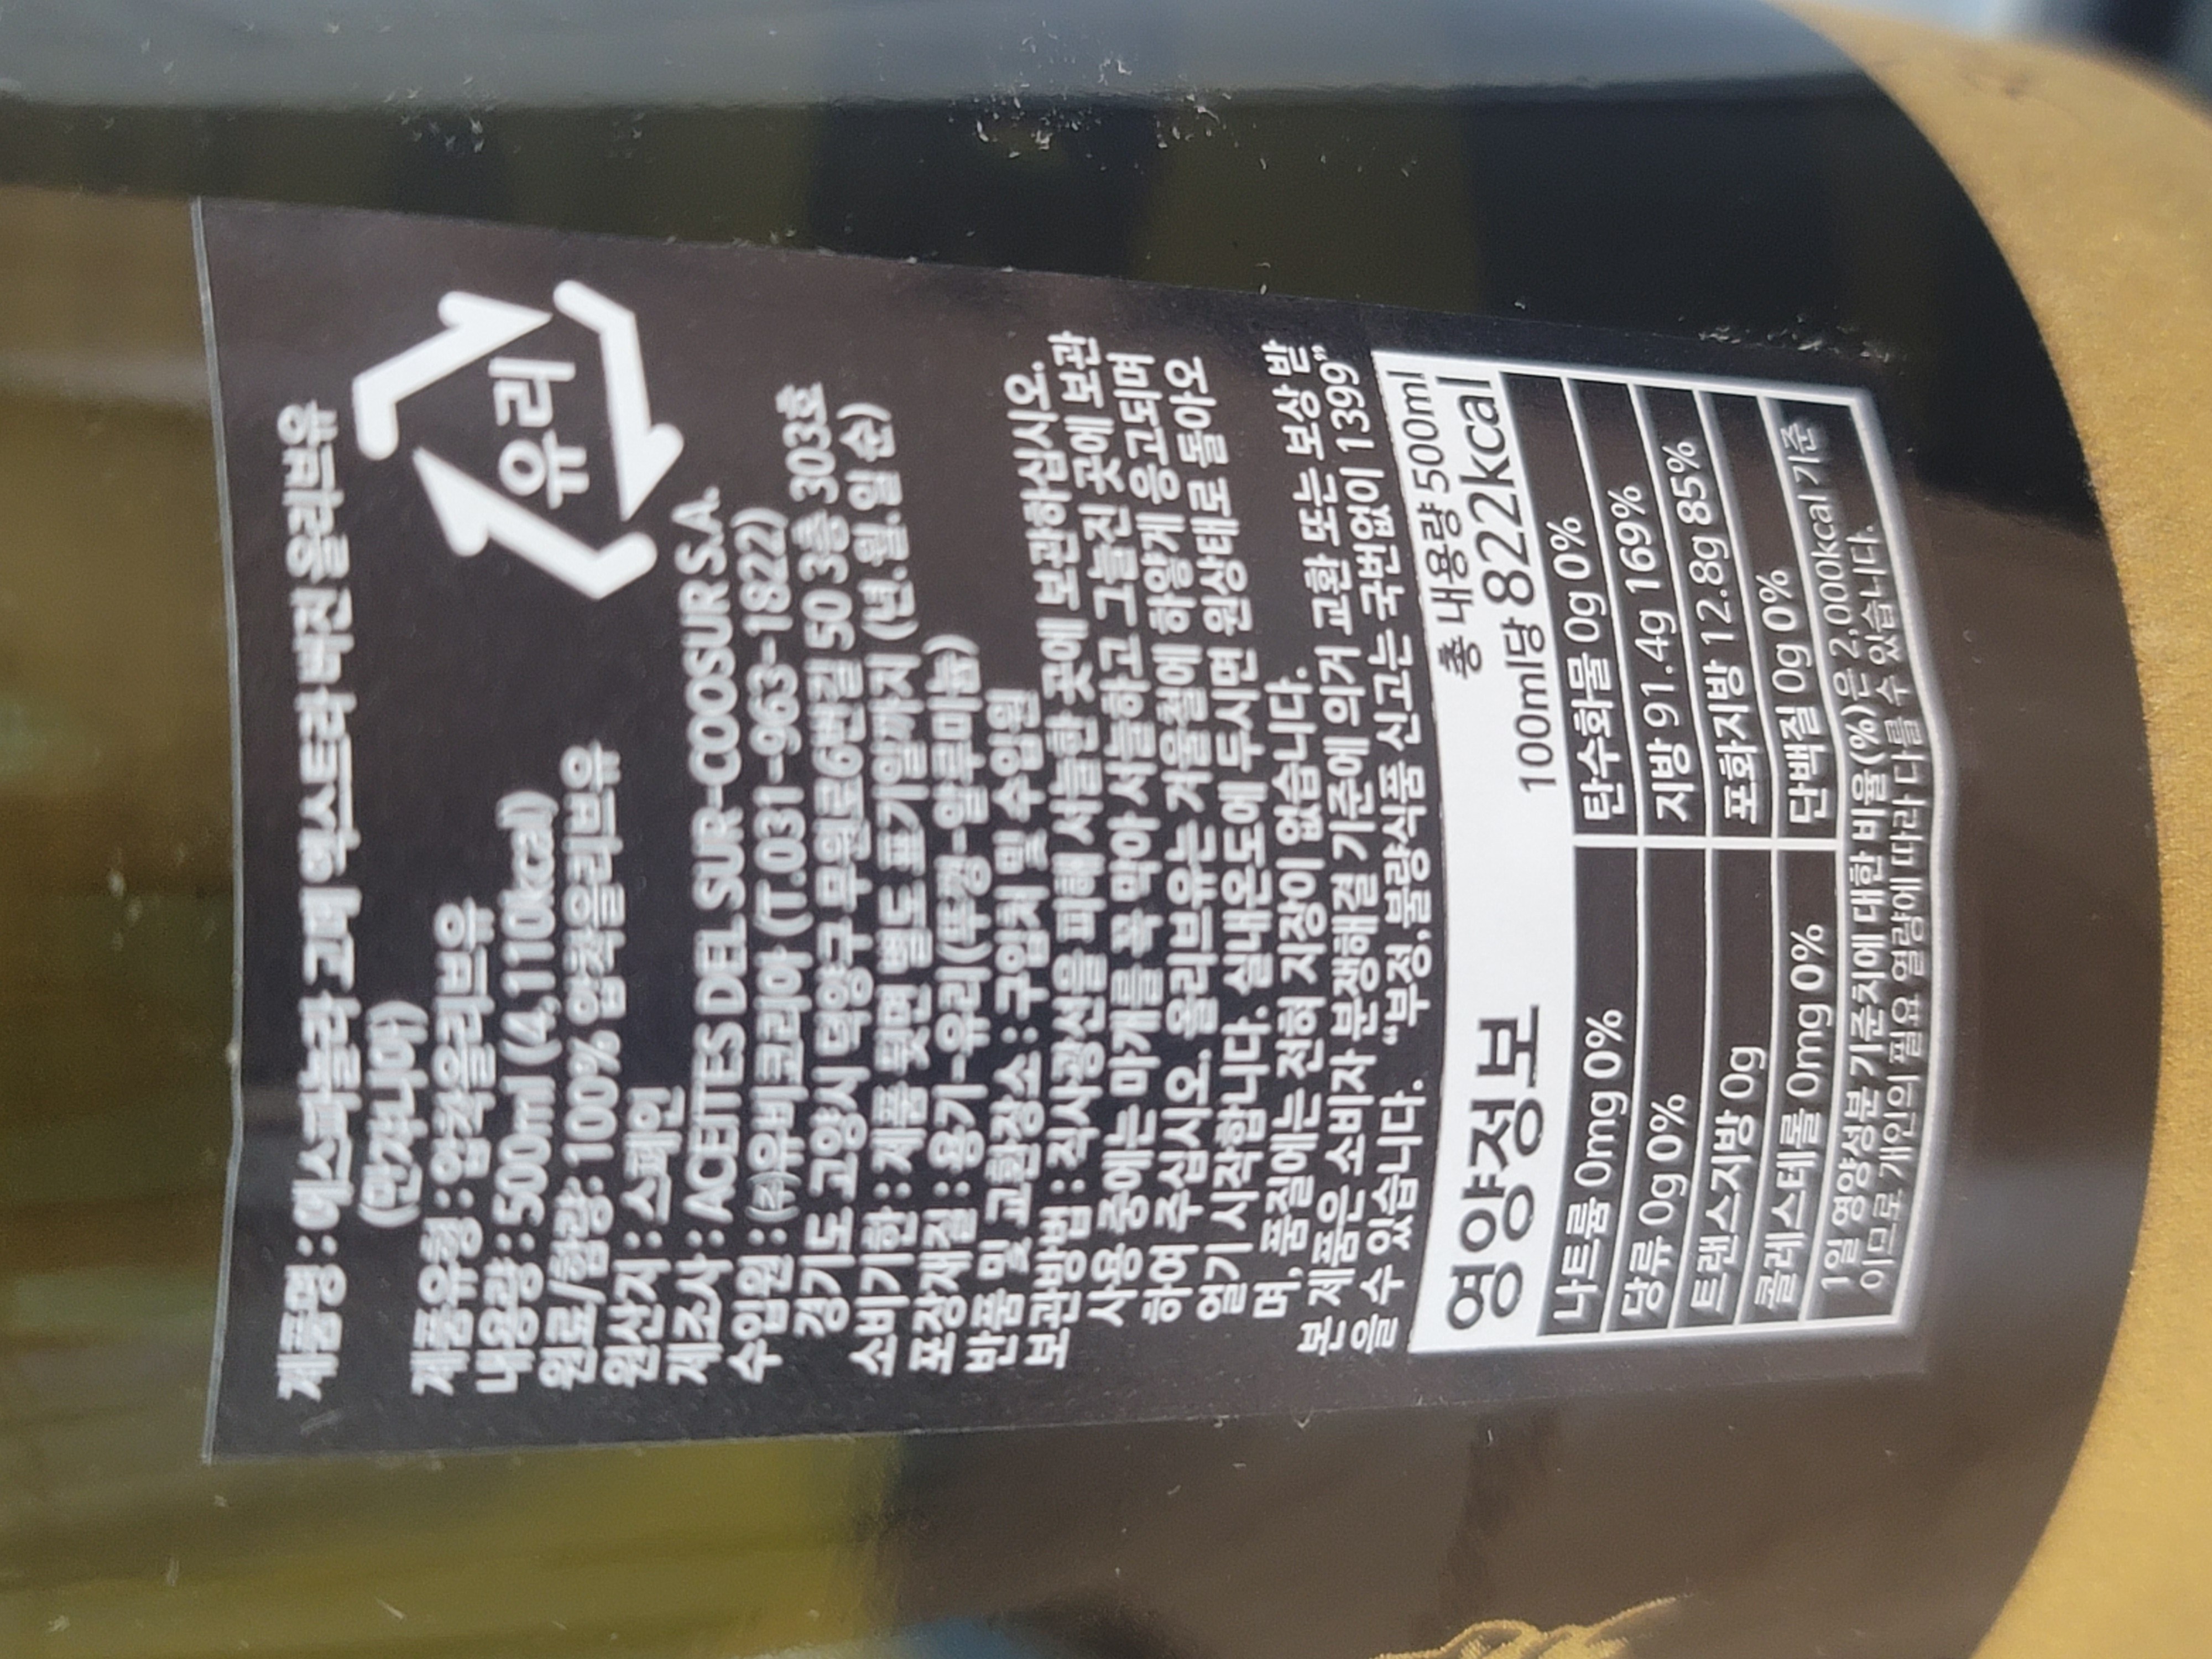 제품명 : 에스파뇰라 고메 엑스트라 버진 올리브유
(만자니아)
제품유형 : 압착올리브유
내용량 : 500ml (4,110kcal)
원료/함량 : 100% 압착올리브유
원산지 : 스페인
제조사 : ACEITES DEL SUR-COOSUR S.A.
수입원 : (주)유비코리아 (T.031-963-1822)
경기도 고양시 덕양구 무원로6번길 50 3층 303호
소비기한 : 제품 뒷면 별도 표기일까지 (년.월.일 순)
포장재질 : 용기-유리(뚜껑-알루미늄)
반품 및 교환장소 : 구입처 및 수입원
보관방법 : 직사광선을 피해 서늘한 곳에 보관하십시오.
사용 중에는 마개를 꼭 막아 서늘하고 그늘진 곳에 보관
하여 주십시오. 올리브유는 겨울철에 하얗게 응고되며
열기 시작합니다. 실내온도에 두시면 원상태로 돌아오
며, 품질에는 전혀 지장이 없습니다.
본 제품은 소비자 분쟁해결 기준에 의거 교환 또는 보상 받
을 수 있습니다. “부정,불량식품 신고는 국번없이 1399”
유리
영양정보
총 내용량 500ml
100ml당 822kcal
나트륨 0mg 0% 탄수화물 0g 0%
당류 0g 0% 지방 91.4g 169%
트랜스지방 0g 포화지방 12.8g 85%
콜레스테롤 0mg 0% 단백질 0g 0%
1일 영양성분 기준치에 대한 비율(%)은 2,000kcal 기준
이므로 개인의 필요 열량에 따라 다를 수 있습니다.